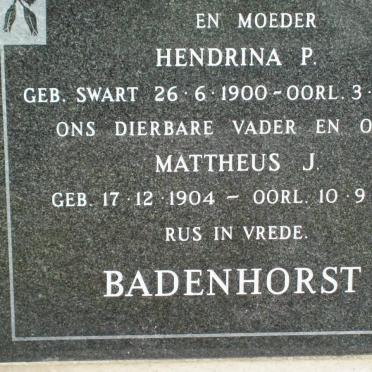 EN MOEDER
HENDRINA P.
GEB. SWART 26·6·1900-OORL. 3·
ONS DIERBARE VADER EN
MATTHEUS J.
GEB. 17·12·1904 - OORL. 10·9
RUS IN VREDE.
BADENHORST